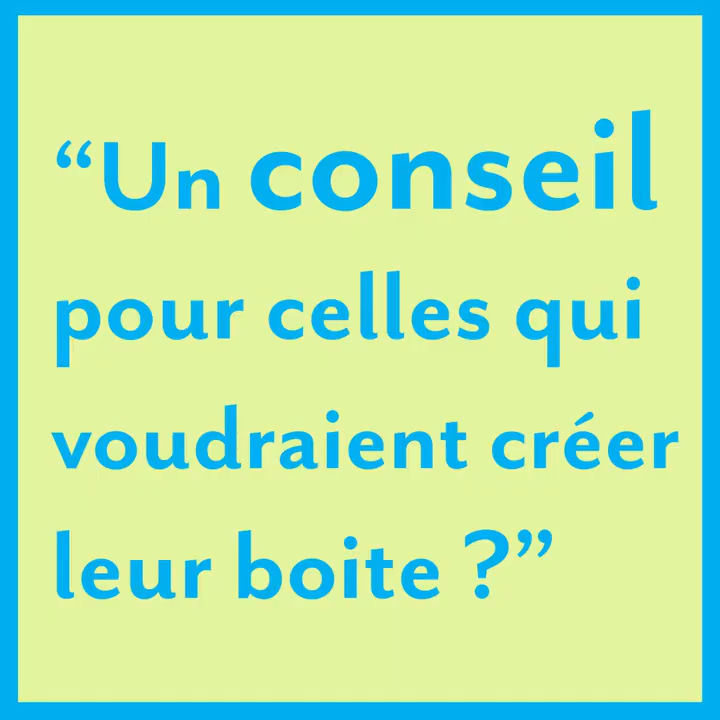 “Un conseil
pour celles qui
voudraient créer
leur boite ?”